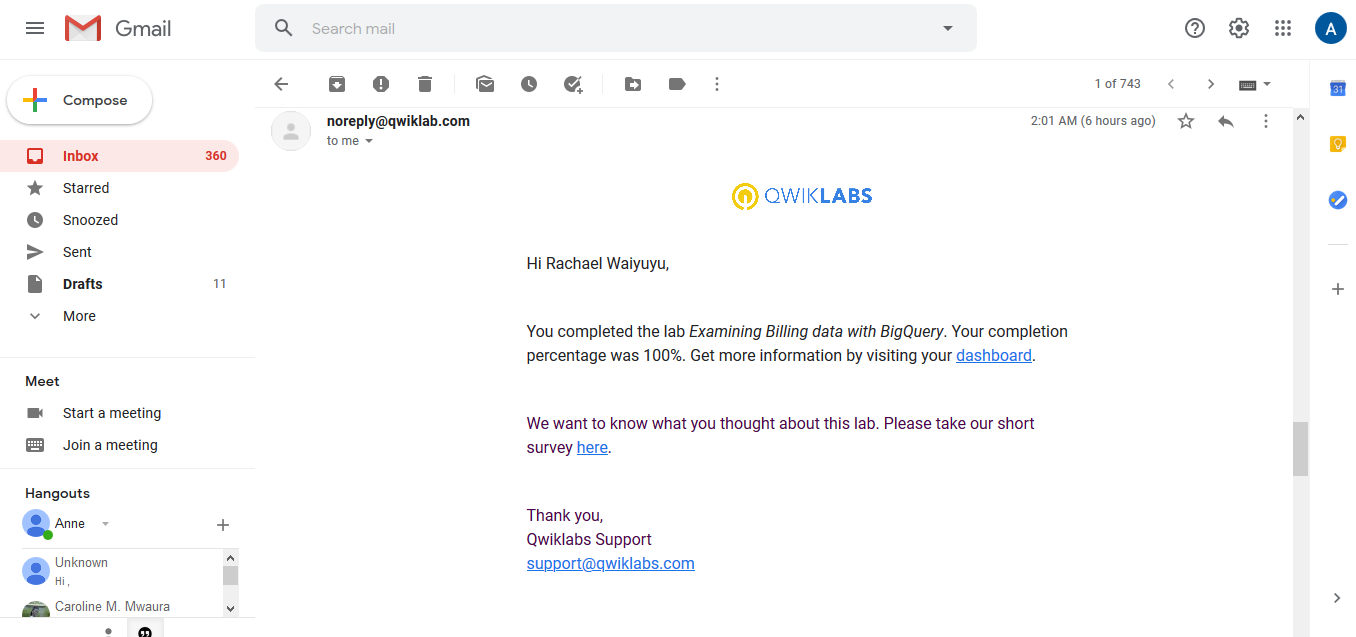 Gmail
Search mail
A
Compose
1 of 743
31
Inbox 360
Starred
Snoozed
Sent
Drafts 11
More
Meet
Start a meeting
Join a meeting
Hangouts
Anne
Unknown
Hi ,
Caroline M. Mwaura
noreply@qwiklab.com
2:01 AM (6 hours ago)
to me
QWIKLABS
Hi Rachael Waiyuyu,
You completed the lab Examining Billing data with BigQuery. Your completion
percentage was 100%. Get more information by visiting your dashboard.
We want to know what you thought about this lab. Please take our short
survey here.
Thank you,
Qwiklabs Support
support@qwiklabs.com